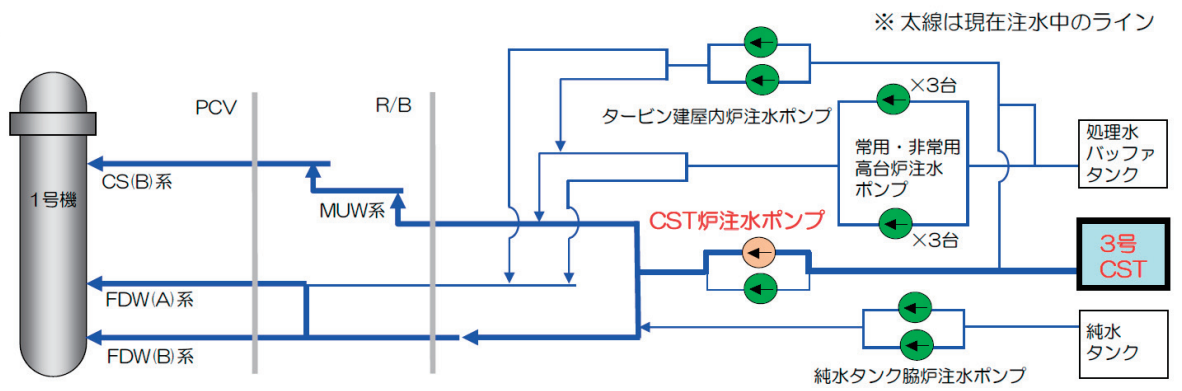 ※ 太線は現在注水中のライン
PCV
R/B
1号機
CS(B)系
MUW系
FDW(A)系
FDW(B)系
タービン建屋内炉注水ポンプ
×3台
常用・非常用
高台炉注水
ポンプ
×3台
処理水
バッファ
タンク
CST炉注水ポンプ
3号
CST
純水
タンク
純水タンク脇炉注水ポンプ